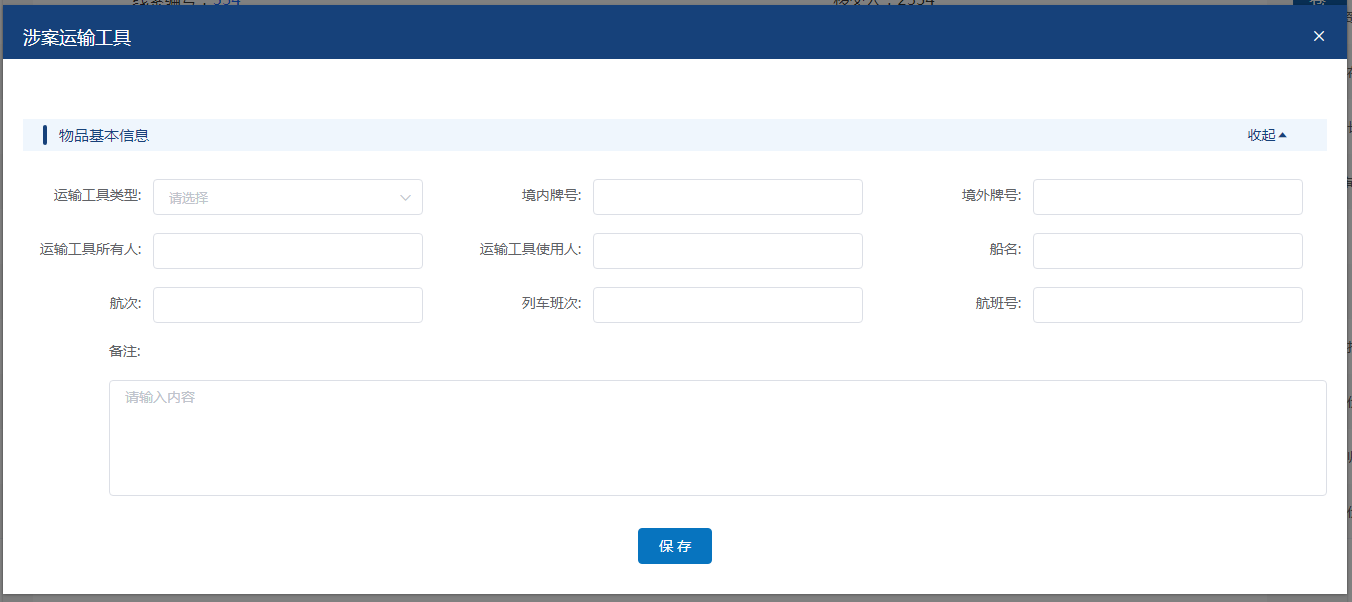 涉案运输工具
物品基本信息 收起
运输工具类型: 请选择 境内牌号: 境外牌号:
运输工具所有人: 运输工具使用人: 船名:
航次: 列车班次: 航班号:
备注:
请输入内容
保存